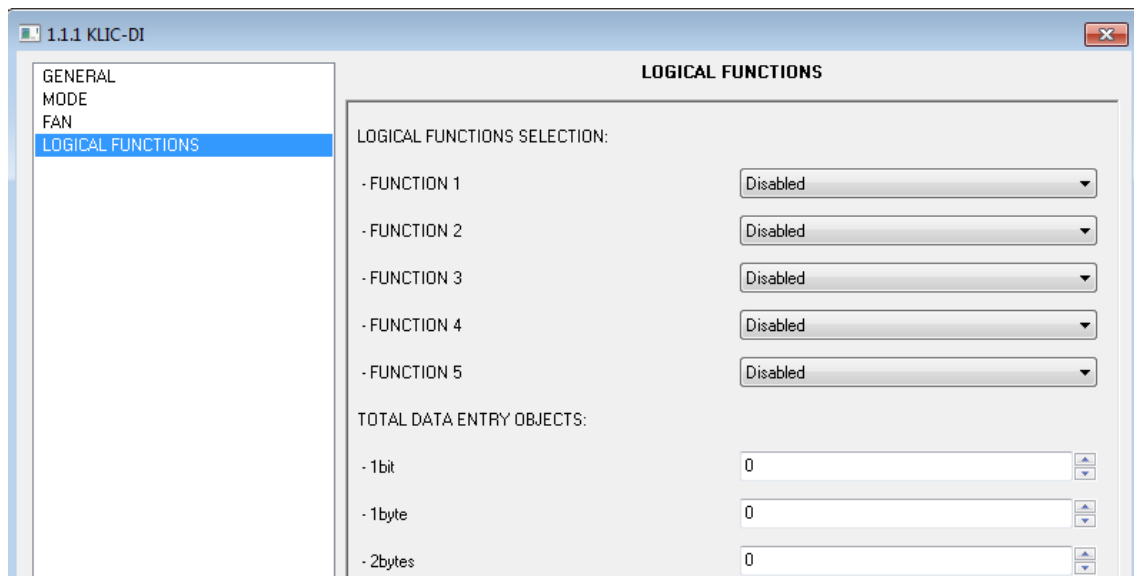 1.1.1 KLIC-DI
GENERAL
MODE
FAN
LOGICAL FUNCTIONS
LOGICAL FUNCTIONS
LOGICAL FUNCTIONS SELECTION:
- FUNCTION 1 Disabled
- FUNCTION 2 Disabled
- FUNCTION 3 Disabled
- FUNCTION 4 Disabled
- FUNCTION 5 Disabled
TOTAL DATA ENTRY OBJECTS:
- 1bit 0
- 1byte 0
- 2bytes 0